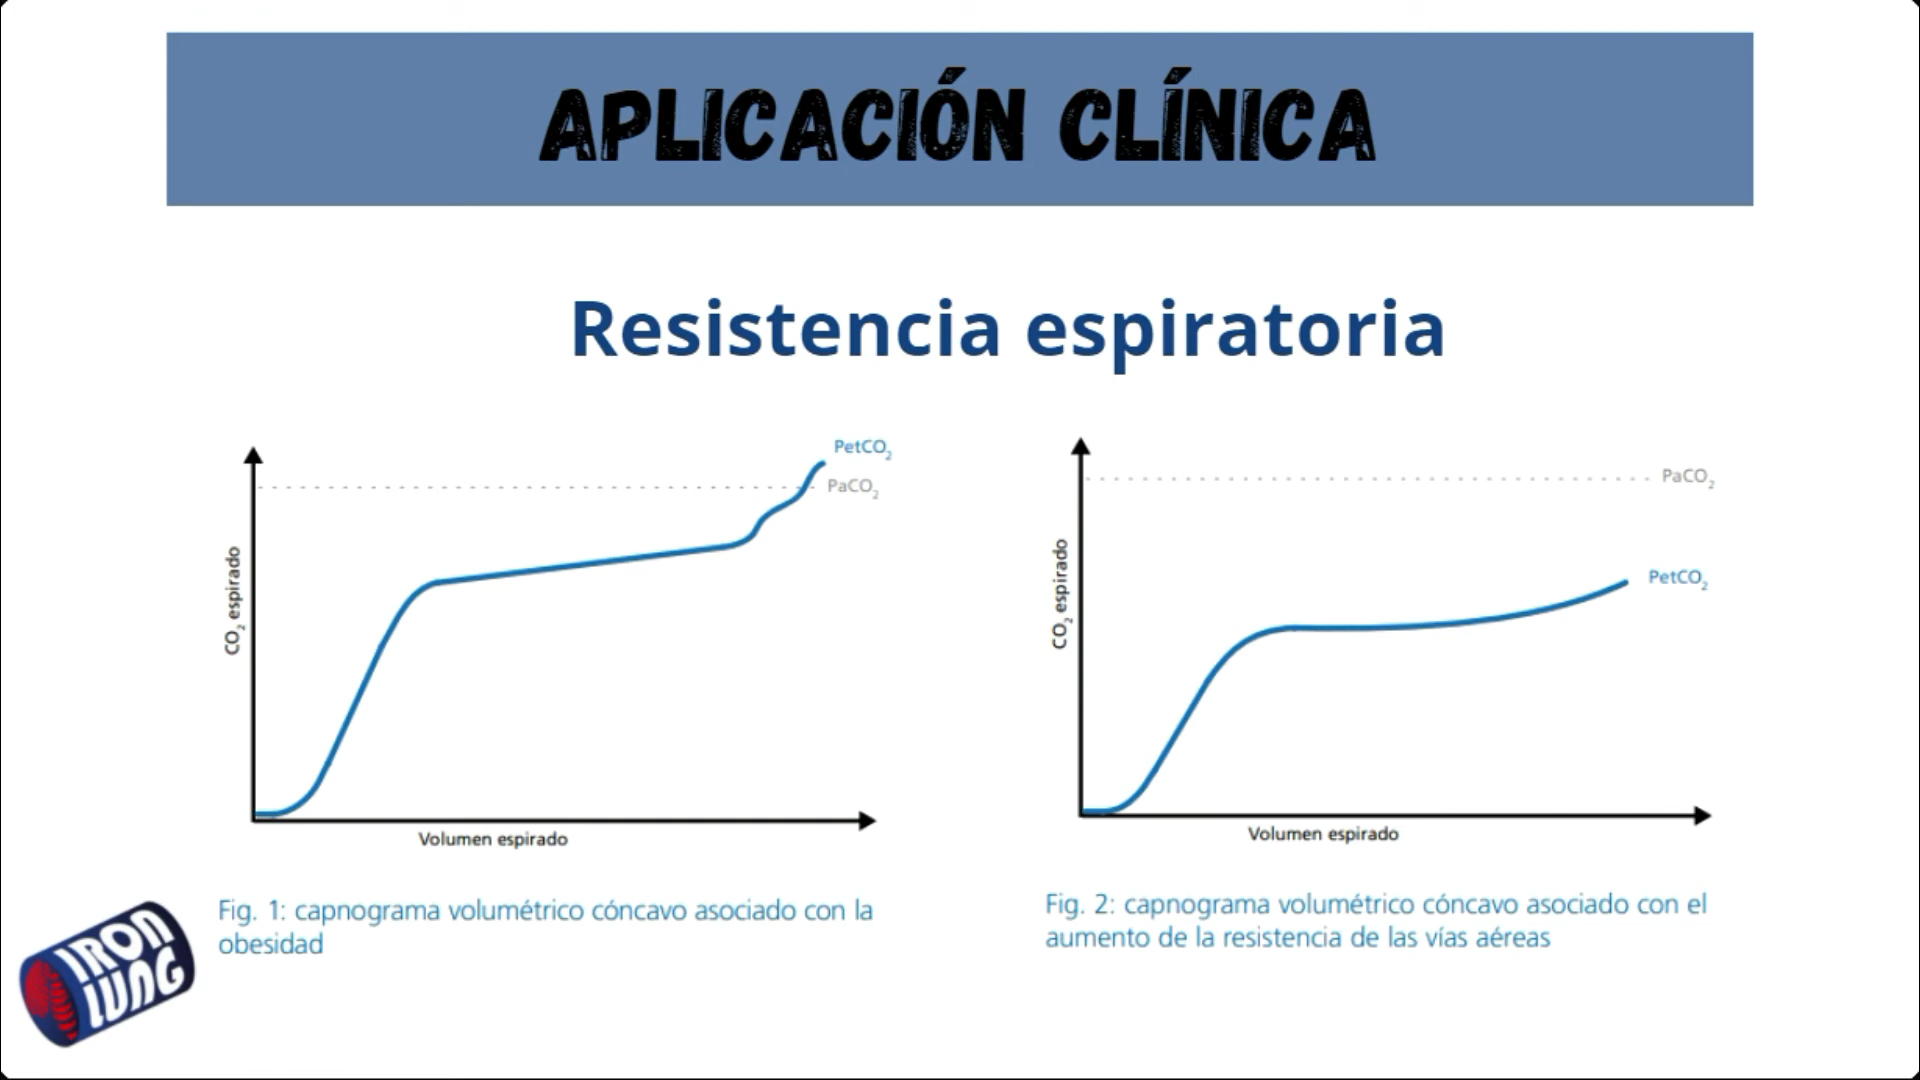 APLICACIÓN CLÍNICA
Resistencia espiratoria
PetCO2
PaCO2
CO2 espirado
Volumen espirado
Fig. 1: capnograma volumétrico cóncavo asociado con la
obesidad
PaCO2
PetCO2
CO2 espirado
Volumen espirado
Fig. 2: capnograma volumétrico cóncavo asociado con el
aumento de la resistencia de las vías aéreas
IRON
LUNG